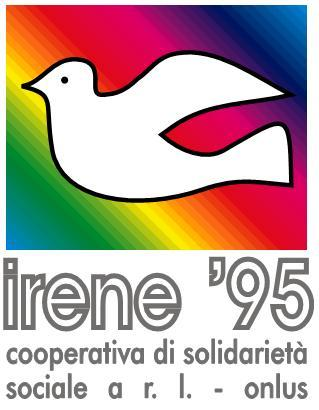 irene '95
cooperativa di solidarietà
sociale a r. l. - onlus